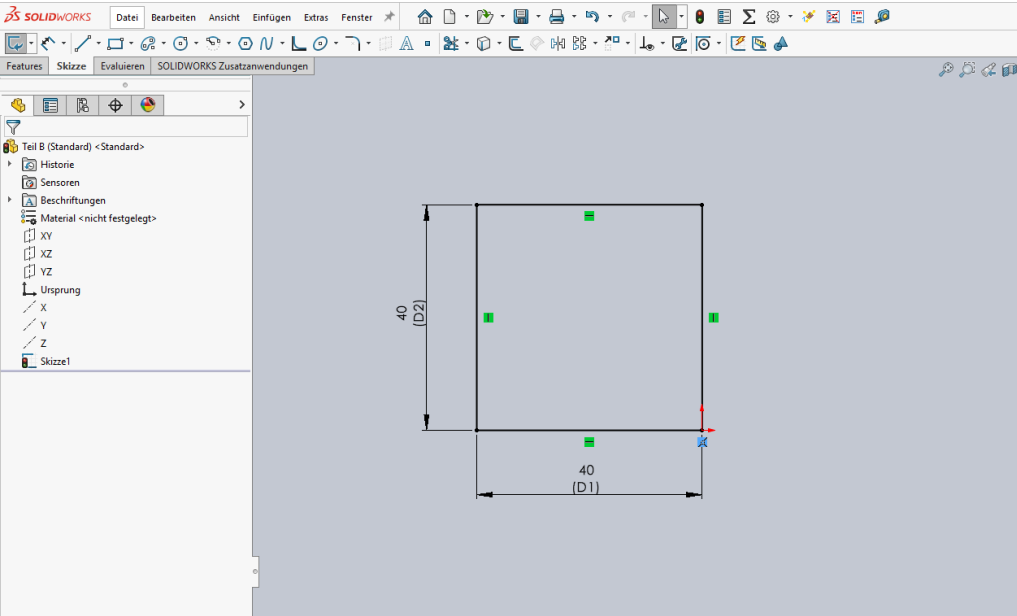 SOLIDWORKS Datei Bearbeiten Ansicht Einfügen Extras Fenster
Features Skizze Evaluieren SOLIDWORKS Zusatzanwendungen
Teil B (Standard) <Standard>
Historie
Sensoren
Beschriftungen
Material <nicht festgelegt>
XY
XZ
YZ
Ursprung
X
Y
Z
Skizze1
40
(D2)
40
(D1)